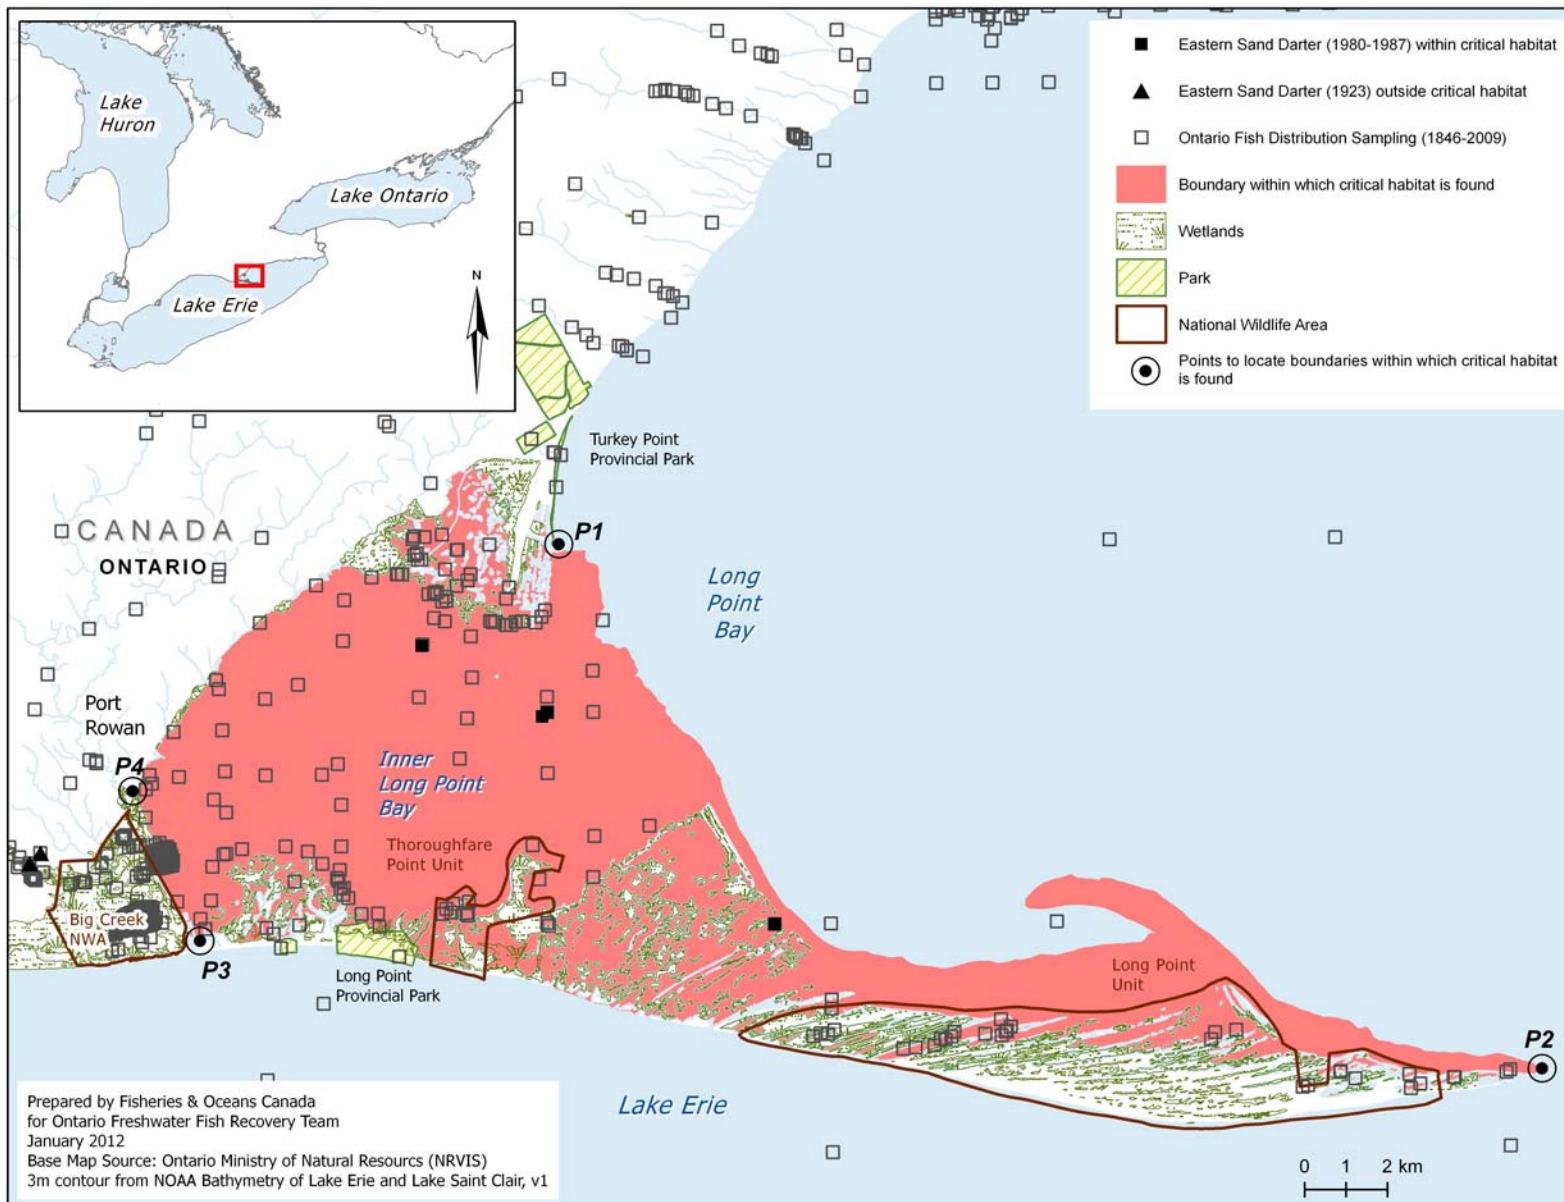 Lake
Huron
Lake Ontario
Lake Erie
N
Eastern Sand Darter (1980-1987) within critical habitat
Eastern Sand Darter (1923) outside critical habitat
Ontario Fish Distribution Sampling (1846-2009)
Boundary within which critical habitat is found
Wetlands
Park
National Wildlife Area
Points to locate boundaries within which critical habitat
is found
Turkey Point
Provincial Park
CANADA
ONTARIO
P1
Long
Point
Bay
Port
Rowan
P4
Inner
Long Point
Bay
Thoroughfare
Point Unit
Big Creek
NWA
P3
Long Point
Provincial Park
Long Point
Unit
P2
Lake Erie
Prepared by Fisheries & Oceans Canada
for Ontario Freshwater Fish Recovery Team
January 2012
Base Map Source: Ontario Ministry of Natural Resourcs (NRVIS)
3m contour from NOAA Bathymetry of Lake Erie and Lake Saint Clair, v1
0 1 2 km